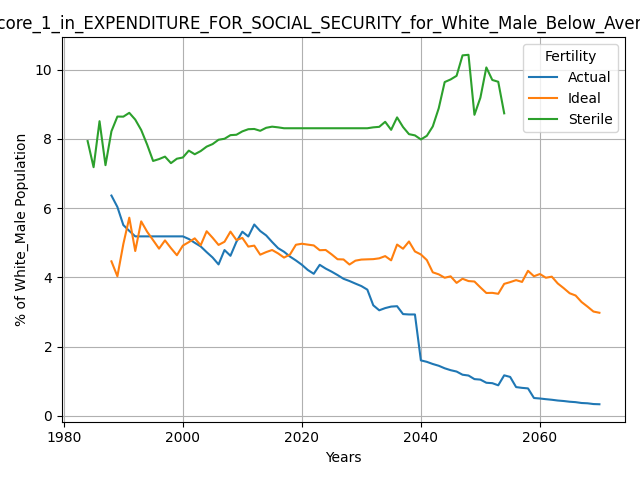 core_1_in_EXPENDITURE_FOR_SOCIAL_SECURITY_for_White_Male_Below_Aver
Fertility
Actual
Ideal
Sterile
% of White_Male Population
10
8
6
4
2
0
1980 2000 2020 2040 2060
Years